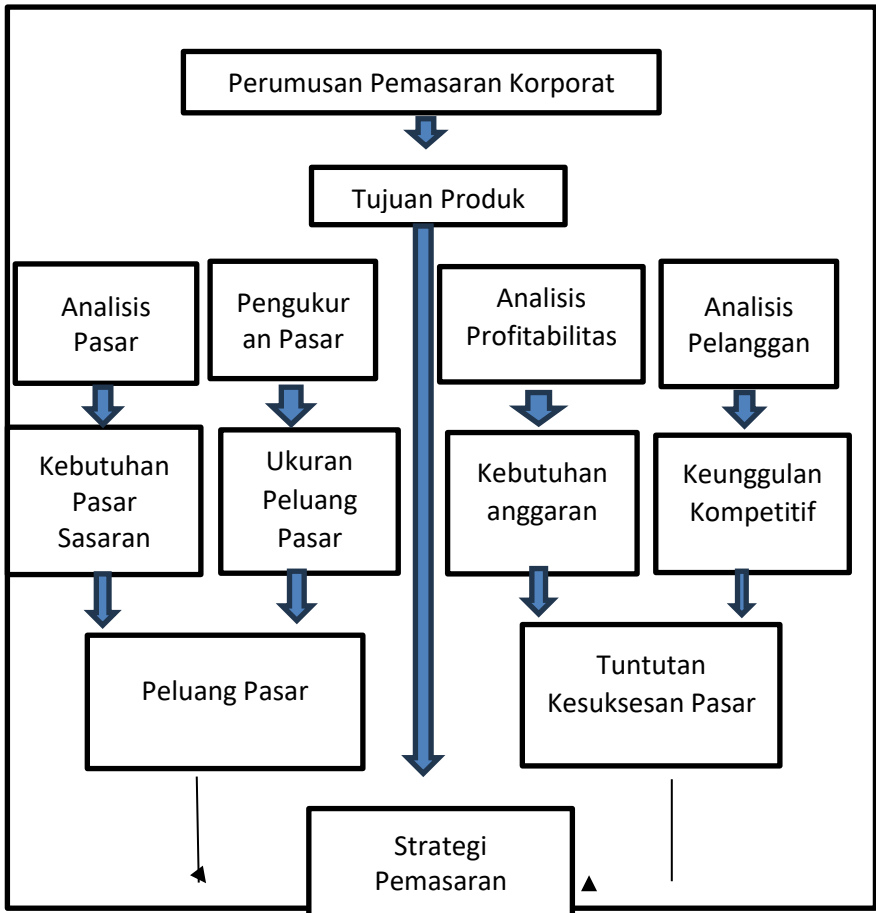 Perumusan Pemasaran Korporat
Tujuan Produk
Analisis
Pasar
Pengukur
an Pasar
Analisis
Profitabilitas
Analisis
Pelanggan
Kebutuhan
Pasar
Sasaran
Ukuran
Peluang
Pasar
Kebutuhan
anggaran
Keunggulan
Kompetitif
Peluang Pasar
Tuntutan
Kesuksesan Pasar
Strategi
Pemasaran